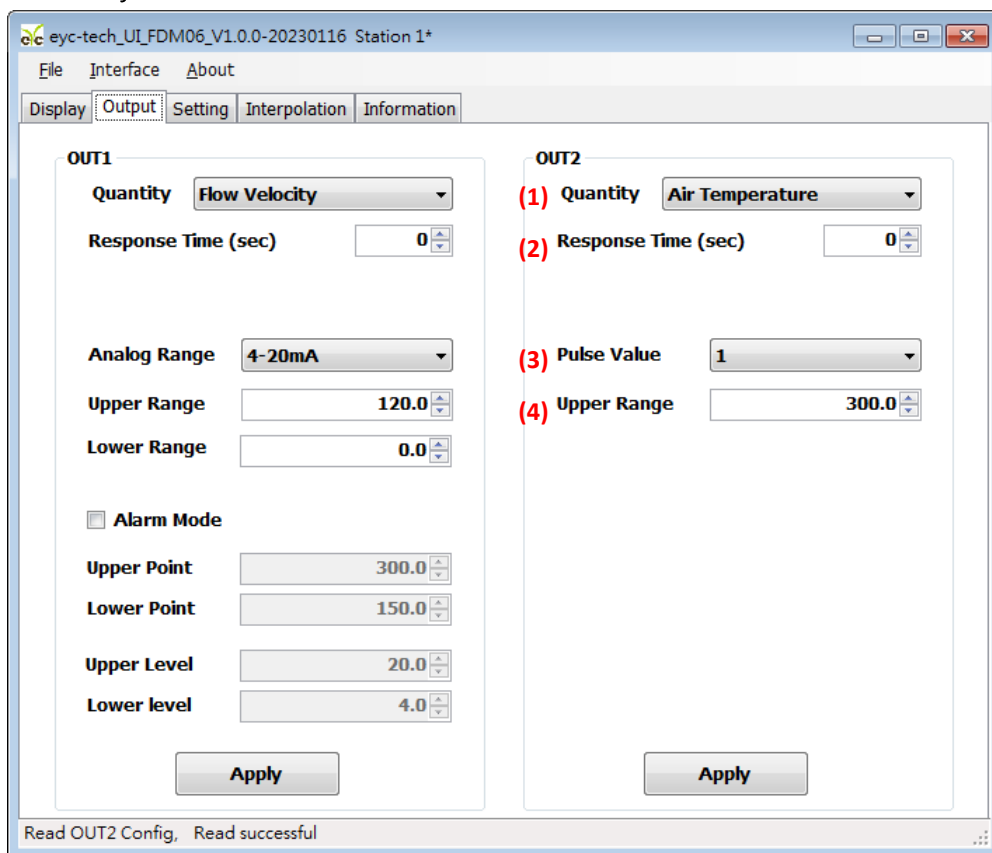 eyc-tech_UI_FDM06_V1.0.0-20230116 Station 1*
File Interface About
Display Output Setting Interpolation Information
OUT1
Quantity Flow Velocity
Response Time (sec) 0
Analog Range 4-20mA
Upper Range 120.0
Lower Range 0.0
Alarm Mode
Upper Point 300.0
Lower Point 150.0
Upper Level 20.0
Lower level 4.0
Apply
OUT2
(1) Quantity Air Temperature
(2) Response Time (sec) 0
(3) Pulse Value 1
(4) Upper Range 300.0
Apply
Read OUT2 Config, Read successful